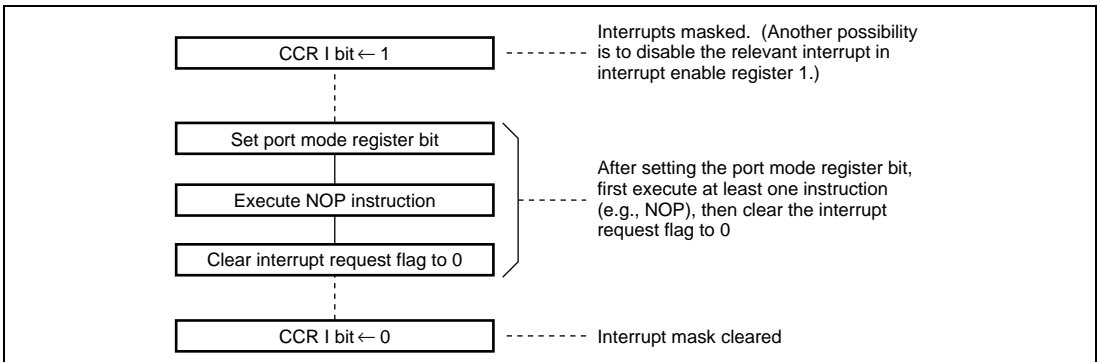 CCR I bit ← 1
Interrupts masked. (Another possibility
is to disable the relevant interrupt in
interrupt enable register 1.)
Set port mode register bit
Execute NOP instruction
Clear interrupt request flag to 0
After setting the port mode register bit,
first execute at least one instruction
(e.g., NOP), then clear the interrupt
request flag to 0
CCR I bit ← 0
Interrupt mask cleared